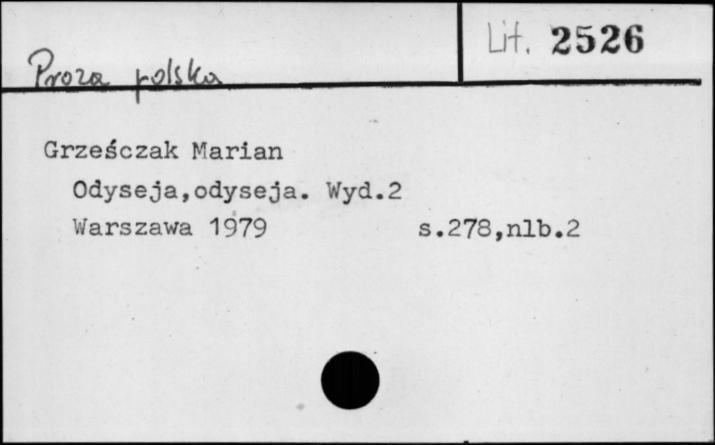 Lit. 2526
Proza polska
Grześczak Marian
Odyseja,odyseja. Wyd.2
Warszawa 1979 s.278,nlb.2